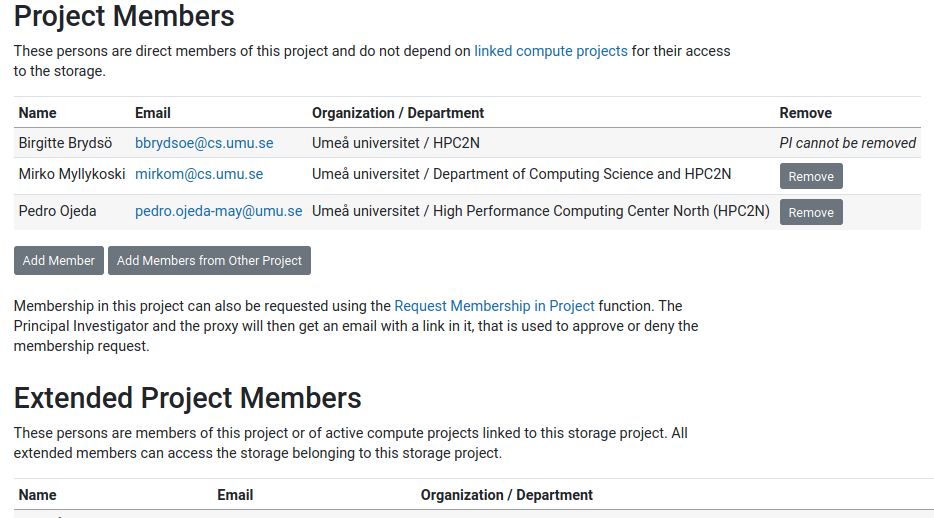 Project Members
These persons are direct members of this project and do not depend on linked compute projects for their access
to the storage.
Name Email Organization / Department Remove
Birgitte Brydsö bbrydsoe@cs.umu.se Umeå universitet / HPC2N PI cannot be removed
Mirko Myllykoski mirkom@cs.umu.se Umeå universitet / Department of Computing Science and HPC2N Remove
Pedro Ojeda pedro.ojeda-may@umu.se Umeå universitet / High Performance Computing Center North (HPC2N) Remove
Add Member Add Members from Other Project
Membership in this project can also be requested using the Request Membership in Project function. The
Principal Investigator and the proxy will then get an email with a link in it, that is used to approve or deny the
membership request.
Extended Project Members
These persons are members of this project or of active compute projects linked to this storage project. All
extended members can access the storage belonging to this storage project.
Name Email Organization / Department